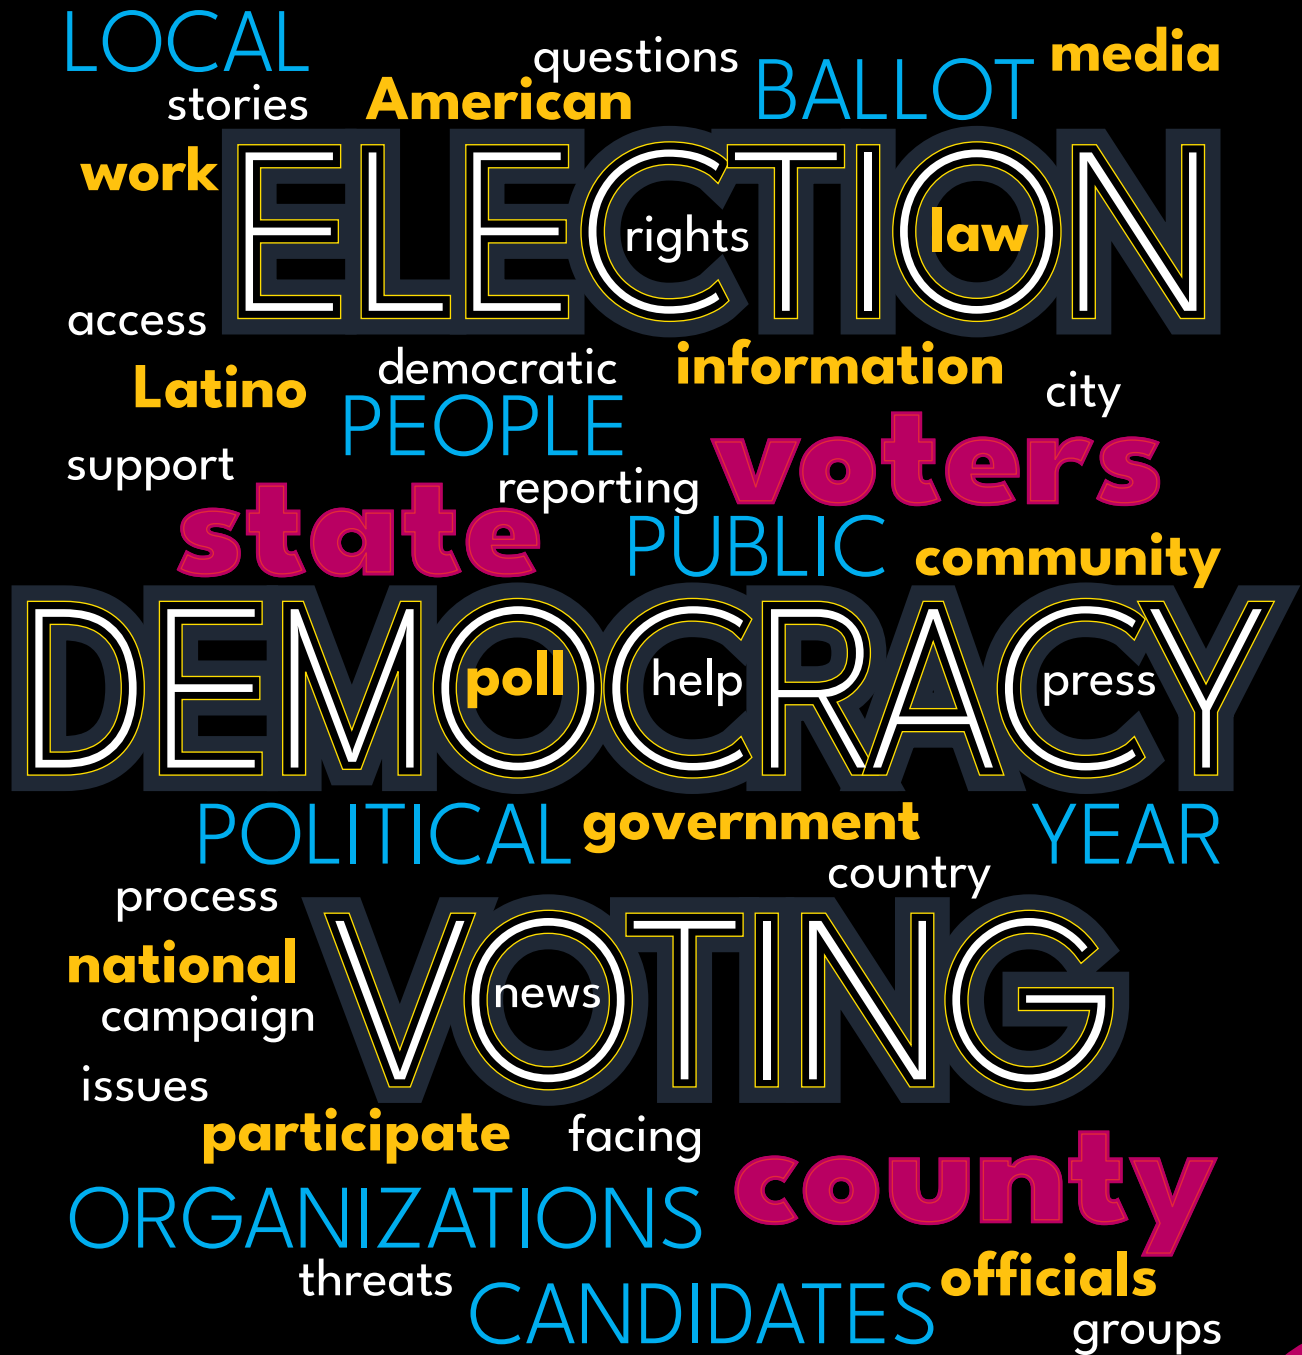 LOCAL
questions
media
stories
American
BALLOT
work
ELECTION
rights
law
access
democratic
information
Latino
city
PEOPLE
voters
support
reporting
state
PUBLIC
community
DEMOCRACY
poll
help
press
POLITICAL
government
YEAR
country
process
VOTING
national
news
campaign
issues
participate
facing
county
ORGANIZATIONS
threats
officials
CANDIDATES
groups